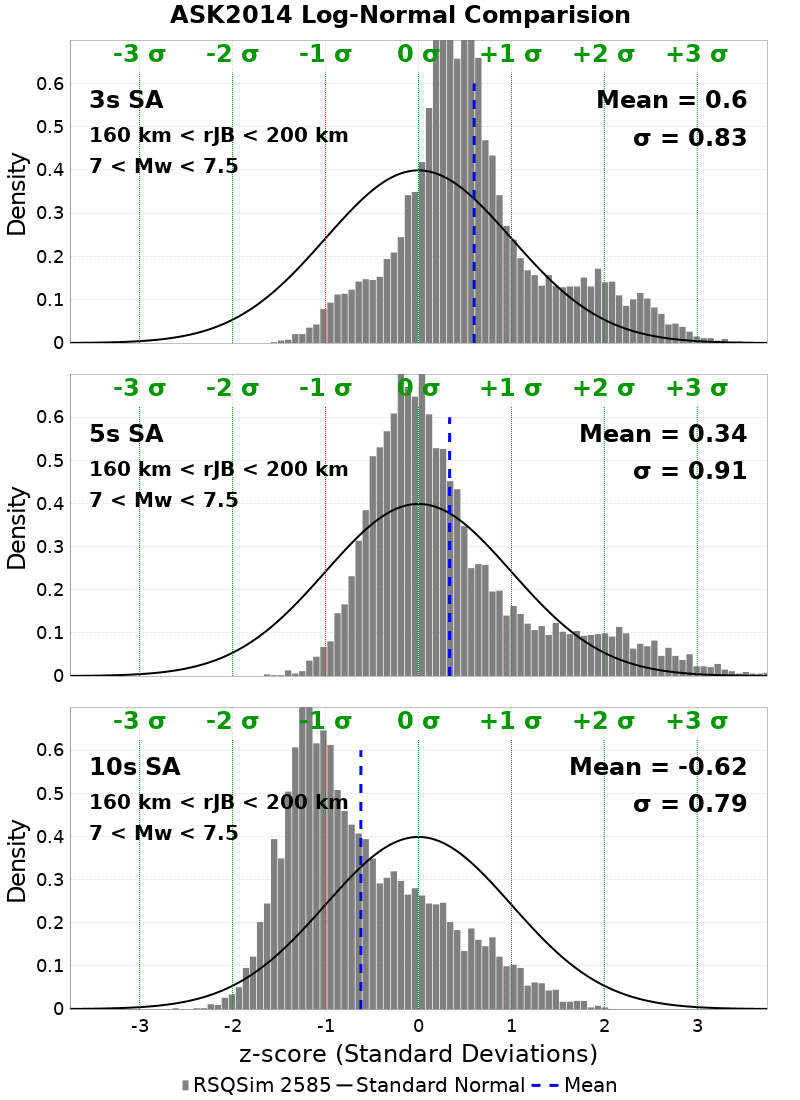 ASK2014 Log-Normal Comparision
-3 σ -2 σ -1 σ 0 σ +1 σ +2 σ +3 σ
0.6
0.5
0.4
0.3
0.2
0.1
0
Density
3s SA
160 km < rJB < 200 km
7 < Mw < 7.5
Mean = 0.6
σ = 0.83
-3 σ -2 σ -1 σ 0 σ +1 σ +2 σ +3 σ
0.6
0.5
0.4
0.3
0.2
0.1
0
Density
5s SA
160 km < rJB < 200 km
7 < Mw < 7.5
Mean = 0.34
σ = 0.91
-3 σ -2 σ -1 σ 0 σ +1 σ +2 σ +3 σ
0.6
0.5
0.4
0.3
0.2
0.1
0
Density
10s SA
160 km < rJB < 200 km
7 < Mw < 7.5
Mean = -0.62
σ = 0.79
-3 -2 -1 0 1 2 3
z-score (Standard Deviations)
RSQSim 2585 Standard Normal Mean